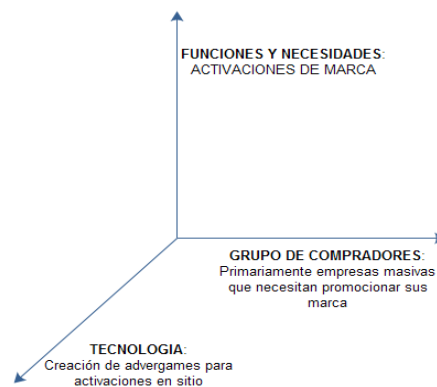 FUNCIONES Y NECESIDADES:
ACTIVACIONES DE MARCA
GRUPO DE COMPRADORES:
Primariamente empresas masivas
que necesitan promocionar sus
marca
TECNOLOGIA:
Creación de advergames para
activaciones en sitio